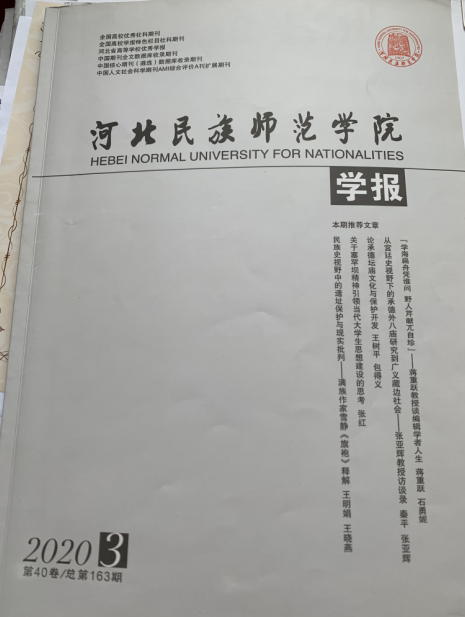 全国高校优秀社科期刊
全国高校学报特色栏目社科期刊
河北省高等学校优秀学报
中国期刊全文数据库收录期刊
中国核心期刊（遴选）数据库收录期刊
中国人文社会科学期刊AMI综合评价A刊扩展期刊
河北民族师范学院
HEBEI NORMAL UNIVERSITY FOR NATIONALITIES
学报
本期推荐文章
“学海扁舟凭谁问 野人芹献兀自珍”——蒋重跃教授谈编辑学者人生 蒋重跃 石勇妮
从宫廷史视野下的承德外八庙研究到广义藏边社会——张亚辉教授访谈录 秦平 张亚辉
论承德坛庙文化与保护开发 王树平 包得义
关于塞罕坝精神引领当代大学生思想建设的思考 张红
民族史视野中的遗址保护与现实批判——满族作家雪静《旗袍》释解 王明娟 王晓燕
2020 3
第40卷/总第163期